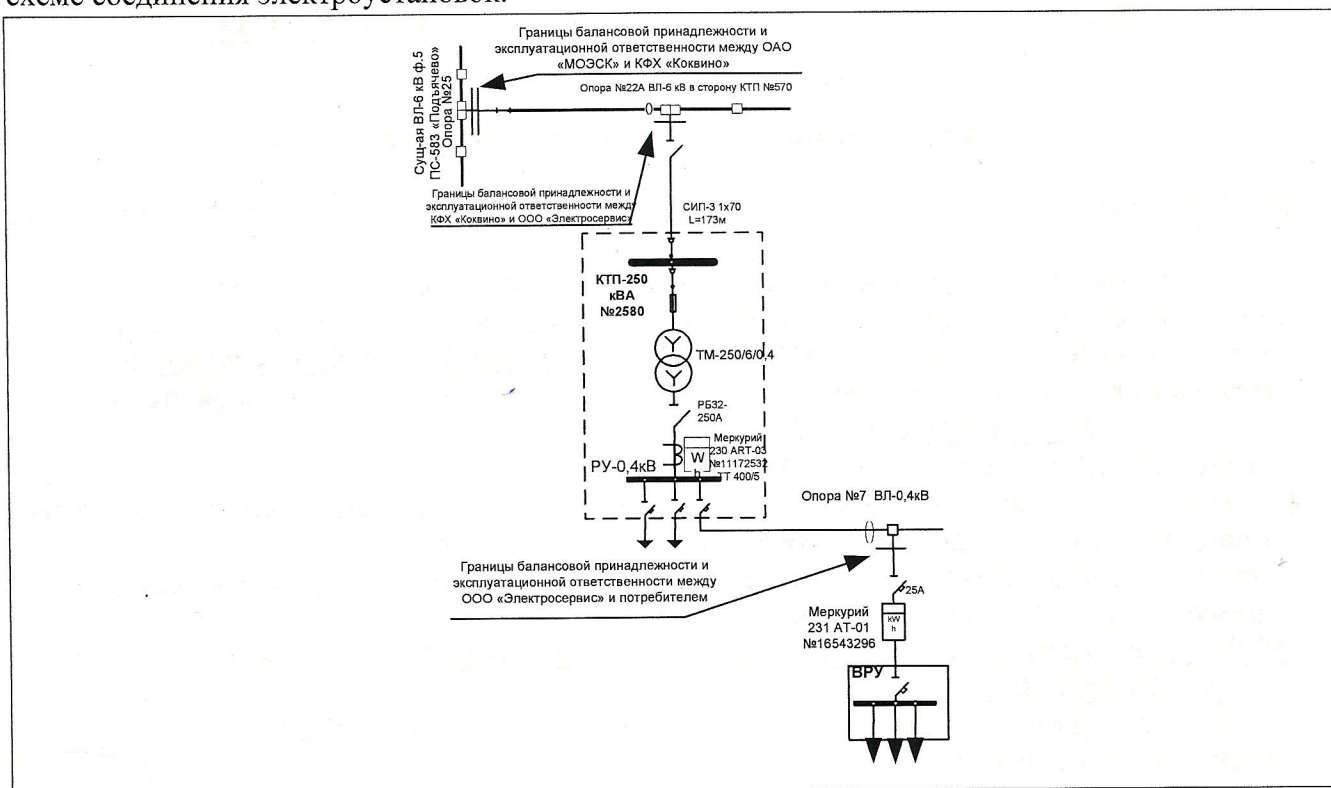 схеме соединения электроустановок.
Границы балансовой принадлежности и
эксплуатационной ответственности между ОАО
«МОЭСК» и КФХ «Коквино»
Сущ-ая ВЛ-6 кВ ф.5
ПС-583 «Подъячево»
Опора №25
Опора №22А ВЛ-6 кВ в сторону КТП №570
Границы балансовой принадлежности и
эксплуатационной ответственности между
КФХ «Коквино» и ООО «Электросервис»
СИП-3 1х70
L=173м
КТП-250
кВА
№2580
ТМ-250/6/0,4
РБ32-
250А
Меркурий
230 ART-03
№11172532
ТТ 400/5
W
h
РУ-0,4кВ
Опора №7 ВЛ-0,4кВ
Границы балансовой принадлежности и
эксплуатационной ответственности между
ООО «Электросервис» и потребителем
25А
Меркурий
231 АТ-01
№16543296
kW
h
ВРУ